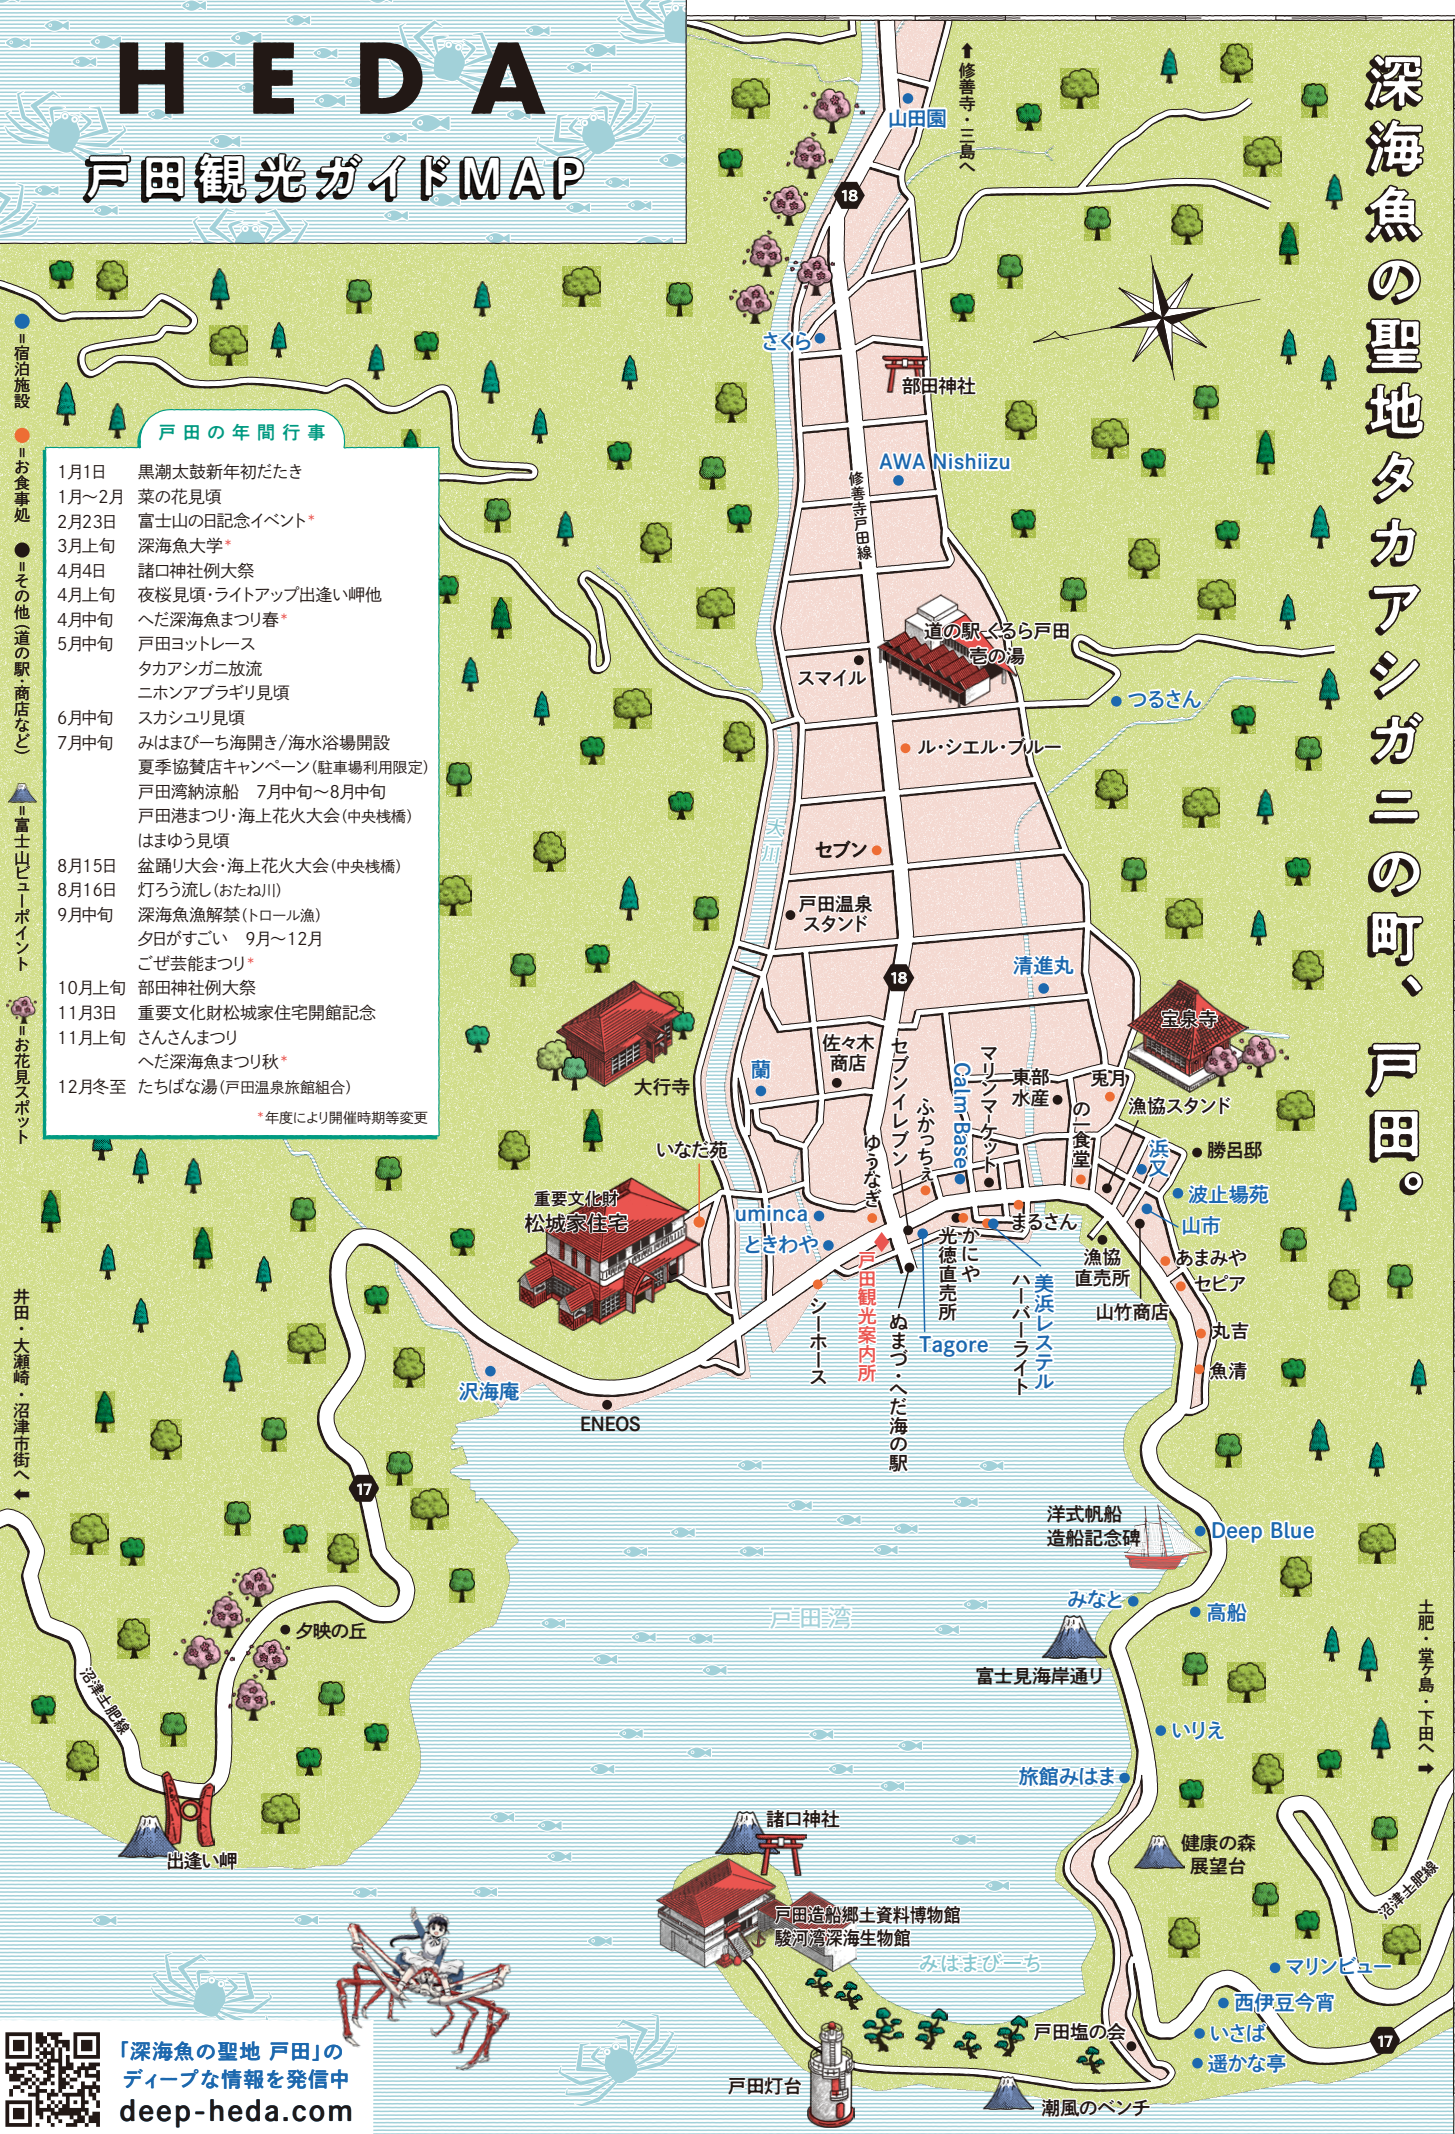 HEDA
戸田観光ガイドMAP
深海魚の聖地タカアシガニの町、戸田。
●=宿泊施設
●=お食事処
●=その他(道の駅・商店など)
=富士山ビューポイント
=お花見スポット
戸田の年間行事
1月1日 黒潮太鼓新年初だたき
1月〜2月 菜の花見頃
2月23日 富士山の日記念イベント*
3月上旬 深海魚大学*
4月4日 諸口神社例大祭
4月上旬 夜桜見頃・ライトアップ出逢い岬他
4月中旬 へだ深海魚まつり春*
5月中旬 戸田ヨットレース
タカアシガニ放流
ニホンアブラギリ見頃
6月中旬 スカシユリ見頃
7月中旬 みはまびーち海開き/海水浴場開設
夏季協賛店キャンペーン(駐車場利用限定)
戸田湾納涼船 7月中旬〜8月中旬
戸田港まつり・海上花火大会(中央桟橋)
はまゆう見頃
8月15日 盆踊り大会・海上花火大会(中央桟橋)
8月16日 灯ろう流し(おたね川)
9月中旬 深海魚漁解禁(トロール漁)
夕日がすごい 9月〜12月
ごぜ芸能まつり*
10月上旬 部田神社例大祭
11月3日 重要文化財松城家住宅開館記念
11月上旬 さんさんまつり
へだ深海魚まつり秋*
12月冬至 たちばな湯(戸田温泉旅館組合)
*年度により開催時期等変更
修善寺・三島へ
山田園
18
さくら
部田神社
AWA Nishiizu
修善寺戸田線
道の駅 くるら戸田
壱の湯
スマイル
つるさん
ル・シエル・ブルー
大川
セブン
戸田温泉
スタンド
18
清進丸
宝泉寺
大行寺
蘭
佐々木
商店
セブンイレブン
Calm Base
マリンマーケット
東部
水産
兎月
の一食堂
漁協スタンド
ふかっちぇ
ゆうなぎ
浜又
勝呂邸
波止場苑
山市
いなだ苑
重要文化財
松城家住宅
uminca
ときわや
まるさん
かにや
光徳直売所
漁協
直売所
あまみや
セピア
山竹商店
丸吉
魚清
戸田観光案内所
シーホース
ぬまづ・へだ海の駅
Tagore
ハーバーライト
美浜レステル
沢海庵
ENEOS
井田・大瀬崎・沼津市街へ
17
夕映の丘
沼津土肥線
出逢い岬
戸田湾
洋式帆船
造船記念碑
Deep Blue
みなと
高船
富士見海岸通り
いりえ
旅館みはま
土肥・堂ヶ島・下田へ
健康の森
展望台
沼津土肥線
諸口神社
戸田造船郷土資料博物館
駿河湾深海生物館
みはまびーち
マリンビュー
西伊豆今宵
いさば
遥かな亭
17
戸田塩の会
戸田灯台
潮風のベンチ
「深海魚の聖地 戸田」の
ディープな情報を発信中
deep-heda.com